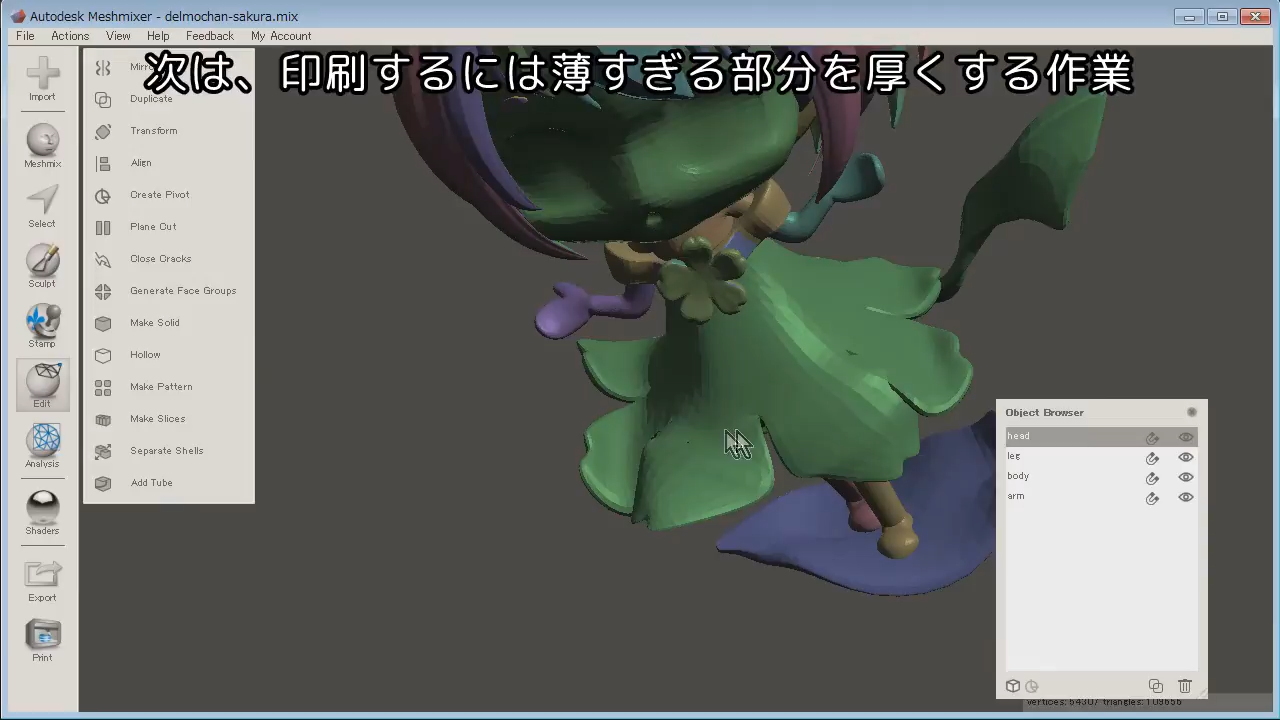 Autodesk Meshmixer - delmochan-sakura.mix
File Actions View Help Feedback My Account
次は、印刷するには薄すぎる部分を厚くする作業
Import
Meshmix
Select
Sculpt
Stamp
Edit
Analysis
Shaders
Export
Print
Duplicate
Transform
Align
Create Pivot
Plane Cut
Close Cracks
Generate Face Groups
Make Solid
Hollow
Make Pattern
Make Slices
Separate Shells
Add Tube
Object Browser
head
leg
body
arm